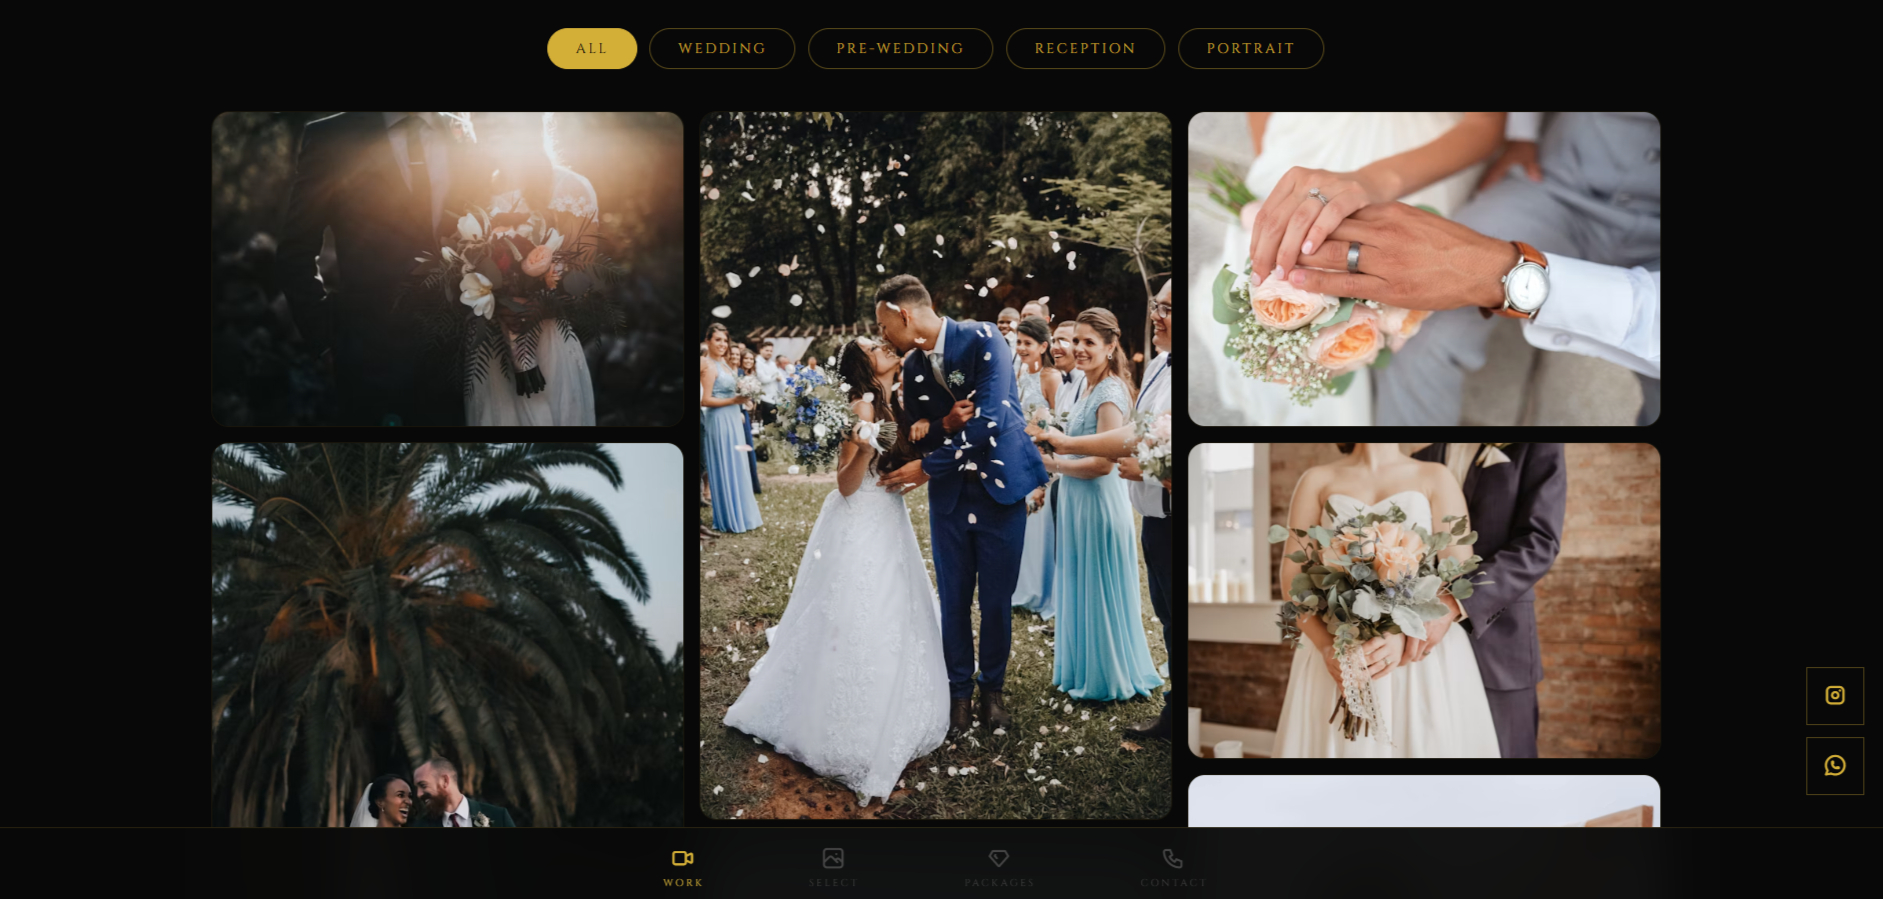 ALL
WEDDING
PRE-WEDDING
RECEPTION
PORTRAIT
WORK
SELECT
PACKAGES
CONTACT